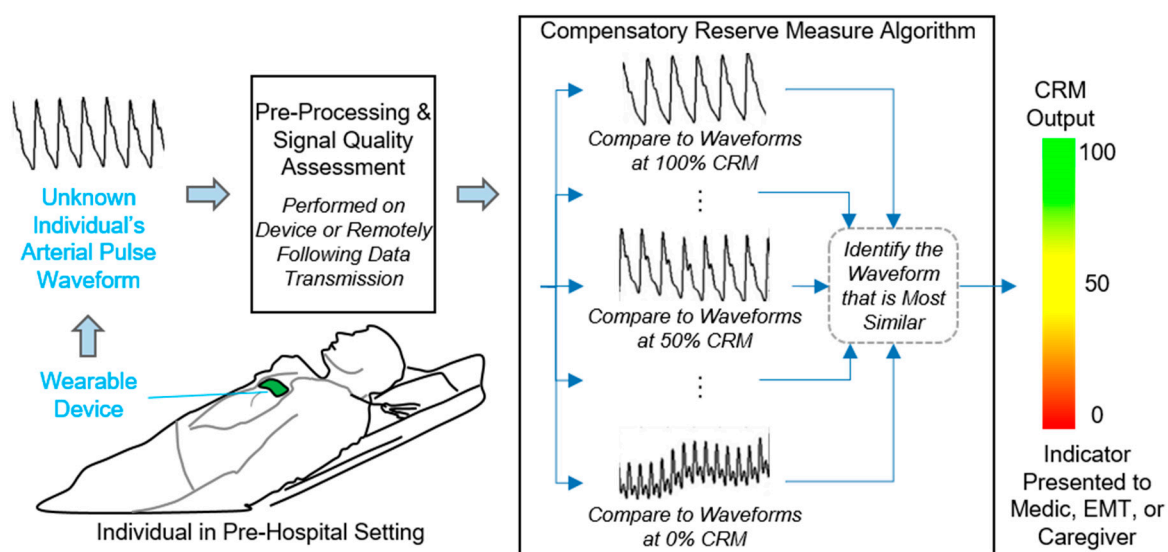 Unknown
Individual's
Arterial Pulse
Waveform
Wearable
Device
Individual in Pre-Hospital Setting
Pre-Processing &
Signal Quality
Assessment
Performed on
Device or Remotely
Following Data
Transmission
Compensatory Reserve Measure Algorithm
Compare to Waveforms
at 100% CRM
⋮
Compare to Waveforms
at 50% CRM
⋮
Compare to Waveforms
at 0% CRM
Identify the
Waveform
that is Most
Similar
CRM
Output
100
50
0
Indicator
Presented to
Medic, EMT, or
Caregiver